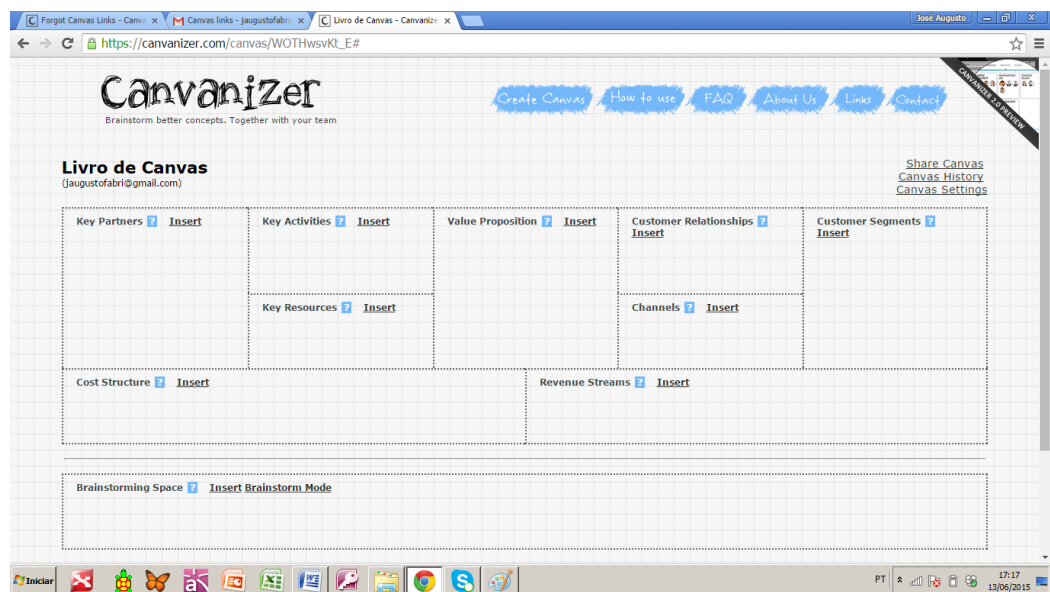 Forgot Canvas Links - Canva
Canvas links - jaugustofabri
Livro de Canvas - Canvanize
José Augusto
https://canvanizer.com/canvas/WOTHwsvKt_E#
Canvanizer
Brainstorm better concepts. Together with your team
Create Canvas
How to use
FAQ
About Us
Links
Contact
CANVANIZER 2.0 PREVIEW
Livro de Canvas
(jaugustofabri@gmail.com)
Share Canvas
Canvas History
Canvas Settings
Key Partners ? Insert
Key Activities ? Insert
Value Proposition ? Insert
Customer Relationships ?
Insert
Customer Segments ?
Insert
Key Resources ? Insert
Channels ? Insert
Cost Structure ? Insert
Revenue Streams ? Insert
Brainstorming Space ? Insert Brainstorm Mode
Iniciar
PT
17:17
13/06/2015